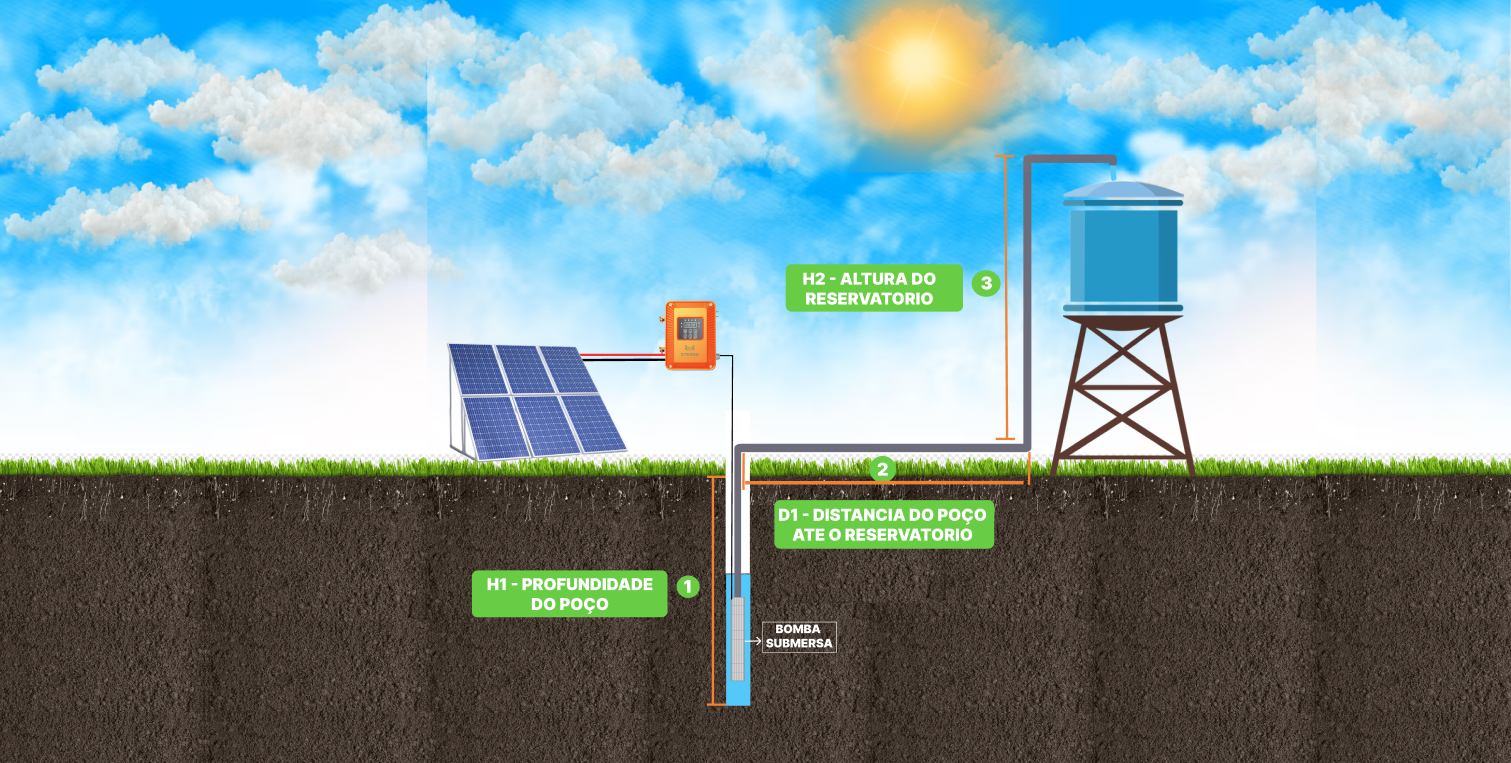 H2 - ALTURA DO
RESERVATORIO
3
2
D1 - DISTANCIA DO POÇO
ATE O RESERVATORIO
H1 - PROFUNDIDADE
DO POÇO
1
BOMBA
SUBMERSA